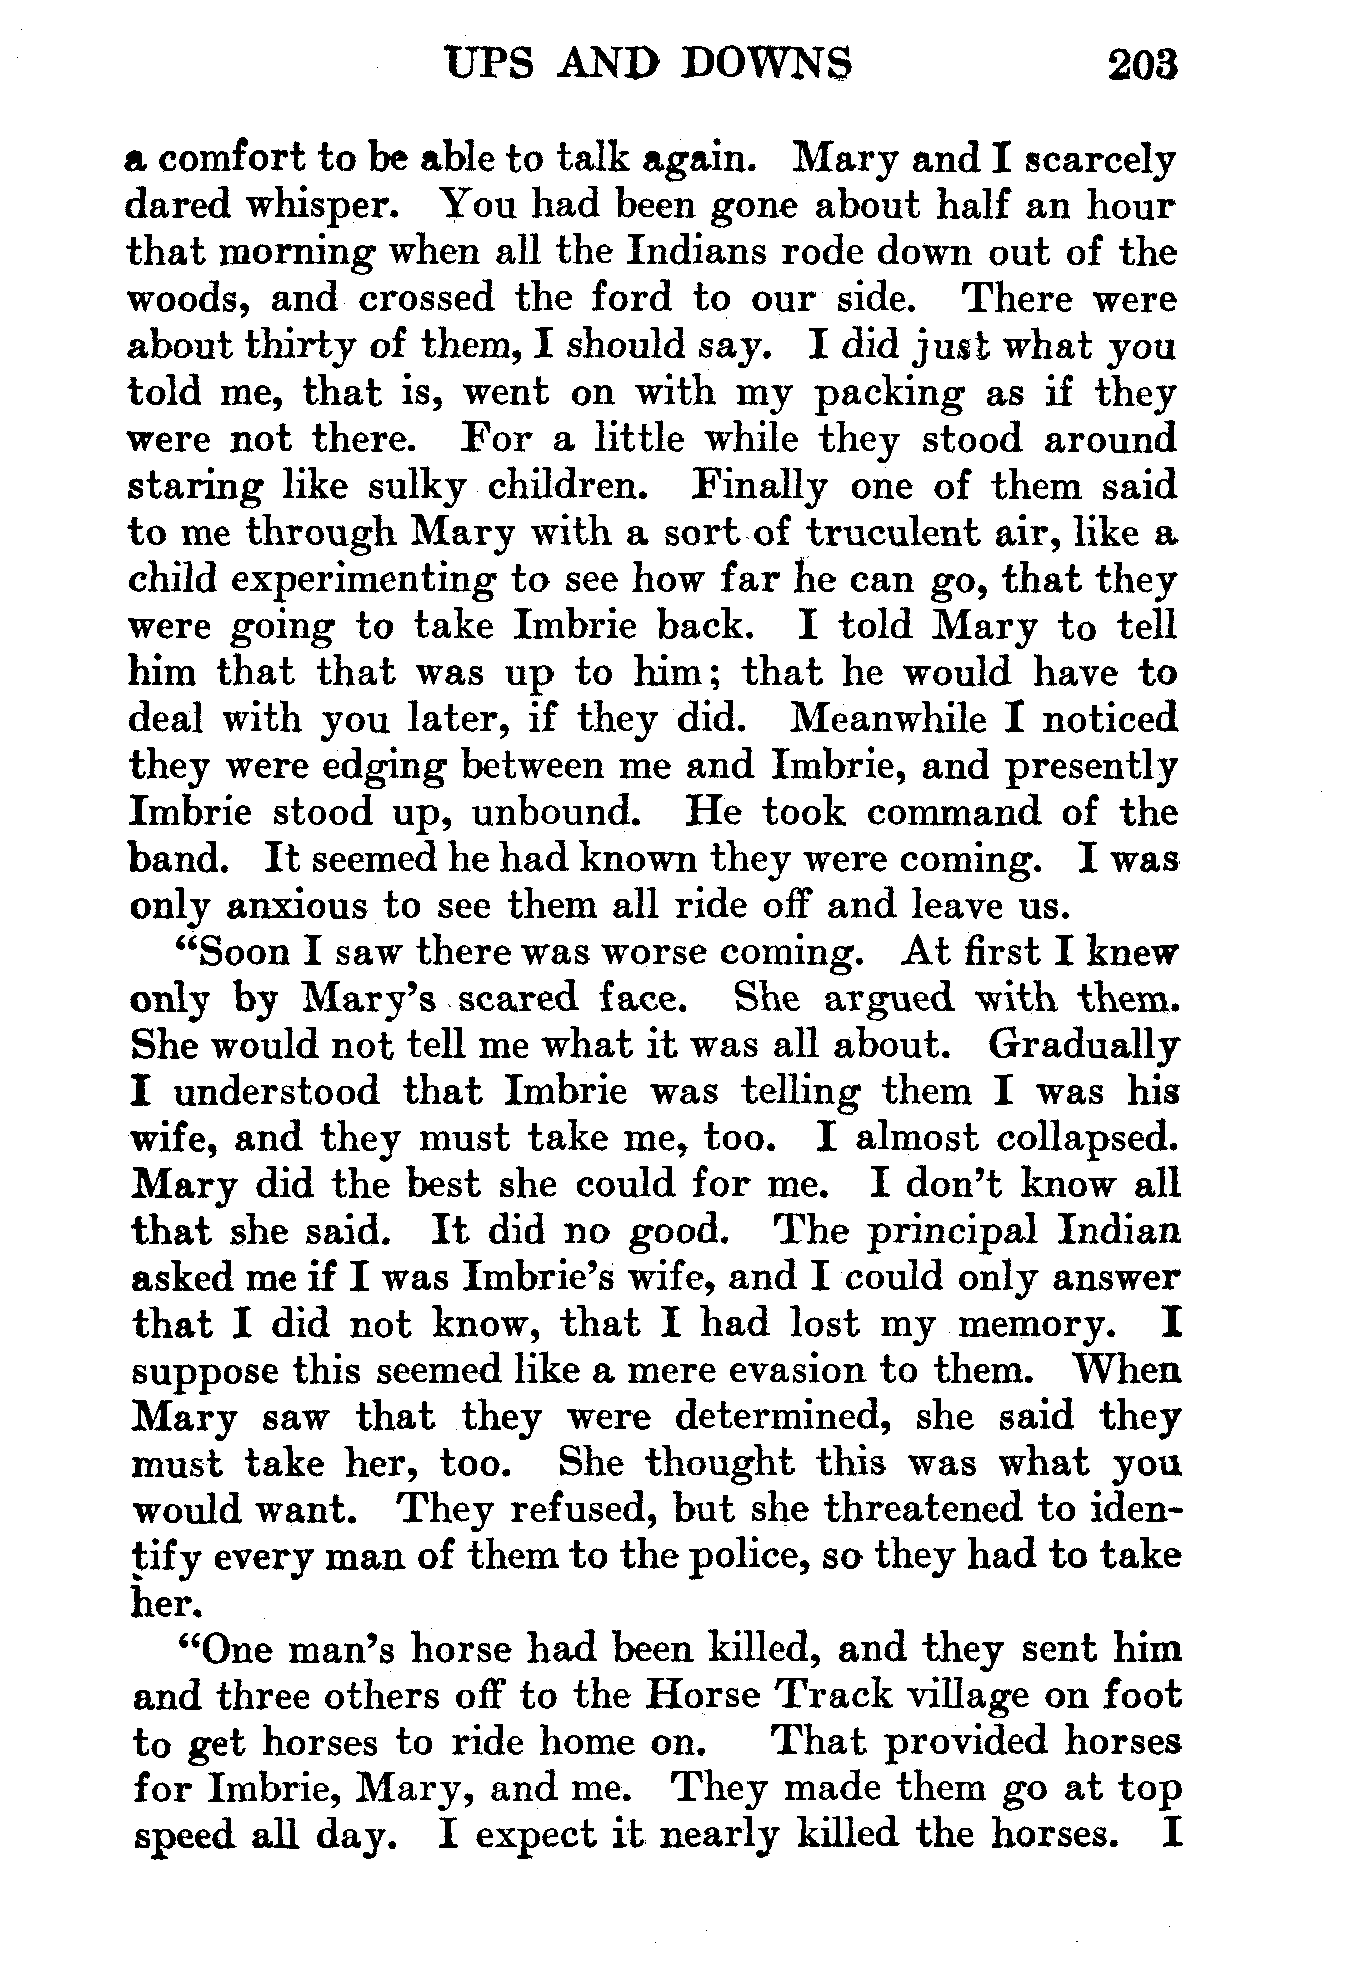 UPS AND DOWNS 203
a comfort to be able to talk again. Mary and I scarcely
dared whisper. You had been gone about half an hour
that morning when all the Indians rode down out of the
woods, and crossed the ford to our side. There were
about thirty of them, I should say. I did just what you
told me, that is, went on with my packing as if they
were not there. For a little while they stood around
staring like sulky children. Finally one of them said
to me through Mary with a sort of truculent air, like a
child experimenting to see how far he can go, that they
were going to take Imbrie back. I told Mary to tell
him that that was up to him; that he would have to
deal with you later, if they did. Meanwhile I noticed
they were edging between me and Imbrie, and presently
Imbrie stood up, unbound. He took command of the
band. It seemed he had known they were coming. I was
only anxious to see them all ride off and leave us.
“Soon I saw there was worse coming. At first I knew
only by Mary’s scared face. She argued with them.
She would not tell me what it was all about. Gradually
I understood that Imbrie was telling them I was his
wife, and they must take me, too. I almost collapsed.
Mary did the best she could for me. I don’t know all
that she said. It did no good. The principal Indian
asked me if I was Imbrie’s wife, and I could only answer
that I did not know, that I had lost my memory. I
suppose this seemed like a mere evasion to them. When
Mary saw that they were determined, she said they
must take her, too. She thought this was what you
would want. They refused, but she threatened to iden-
tify every man of them to the police, so they had to take
her.
“One man’s horse had been killed, and they sent him
and three others off to the Horse Track village on foot
to get horses to ride home on. That provided horses
for Imbrie, Mary, and me. They made them go at top
speed all day. I expect it nearly killed the horses. I